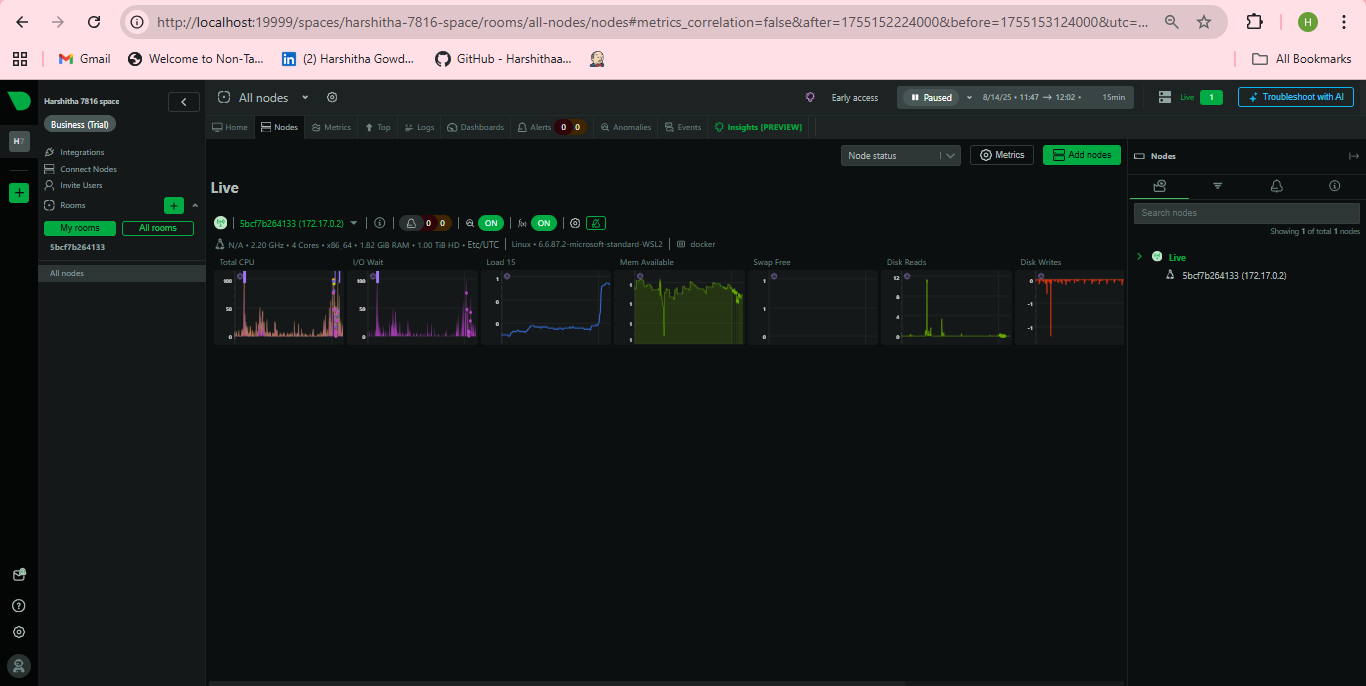 http://localhost:19999/spaces/harshitha-7816-space/rooms/all-nodes/nodes#metrics_correlation=false&after=1755152224000&before=1755153124000&utc=...
H
Gmail
Welcome to Non-Ta...
(2) Harshitha Gowd...
GitHub - Harshithaa...
All Bookmarks
Harshitha 7816 space
Business (Trial)
H7
Integrations
Connect Nodes
Invite Users
Rooms
My rooms All rooms
5bcf7b264133
All nodes
All nodes
Early access
Paused
8/14/25 • 11:47 → 12:02 • 15min
Live 1
Troubleshoot with AI
Home Nodes Metrics Top Logs Dashboards Alerts 0 0 Anomalies Events Insights [PREVIEW]
Node status
Metrics
Add nodes
Live
5bcf7b264133 (172.17.0.2) 0 0 ON f(x) ON
N/A • 2.20 GHz • 4 Cores • x86_64 • 1.82 GiB RAM • 1.00 TiB HD • Etc/UTC Linux • 6.6.87.2-microsoft-standard-WSL2 docker
Total CPU I/O Wait Load 15 Mem Available Swap Free Disk Reads Disk Writes
100 50 0
100 50 0
1 0 0
1 1 1 1
1 1 0
12 8 4 0
0 -1 -1
Nodes
Search nodes
Showing 1 of total 1 nodes
Live
5bcf7b264133 (172.17.0.2)